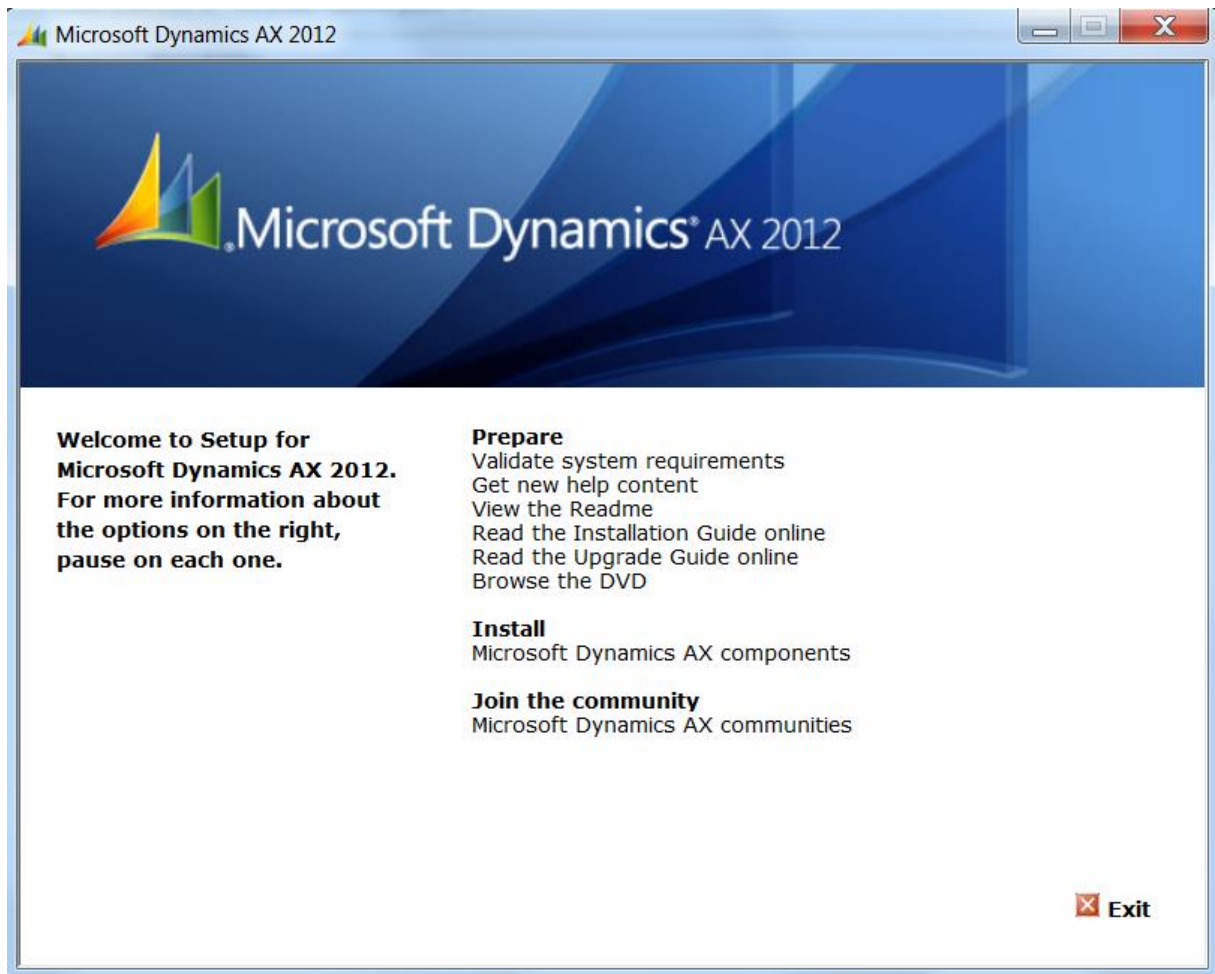 Microsoft Dynamics AX 2012
Microsoft Dynamics® AX 2012
Welcome to Setup for
Microsoft Dynamics AX 2012.
For more information about
the options on the right,
pause on each one.
Prepare
Validate system requirements
Get new help content
View the Readme
Read the Installation Guide online
Read the Upgrade Guide online
Browse the DVD
Install
Microsoft Dynamics AX components
Join the community
Microsoft Dynamics AX communities
Exit